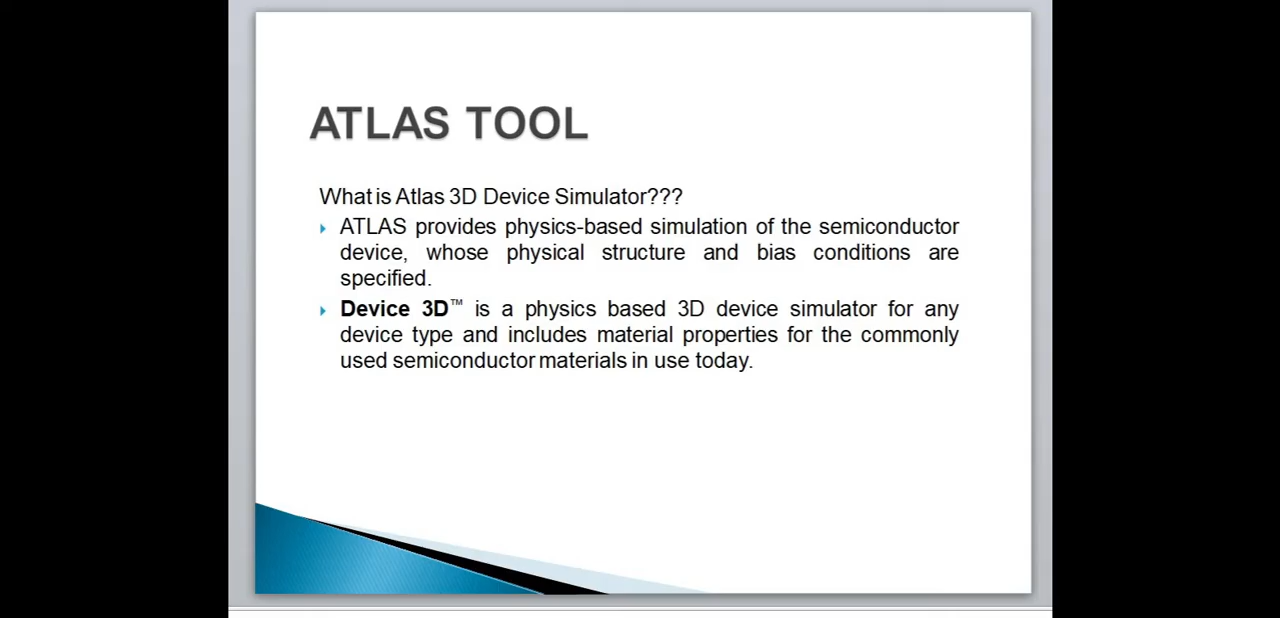 ATLAS TOOL
What is Atlas 3D Device Simulator???
ATLAS provides physics-based simulation of the semiconductor
device, whose physical structure and bias conditions are
specified.
Device 3D™ is a physics based 3D device simulator for any
device type and includes material properties for the commonly
used semiconductor materials in use today.